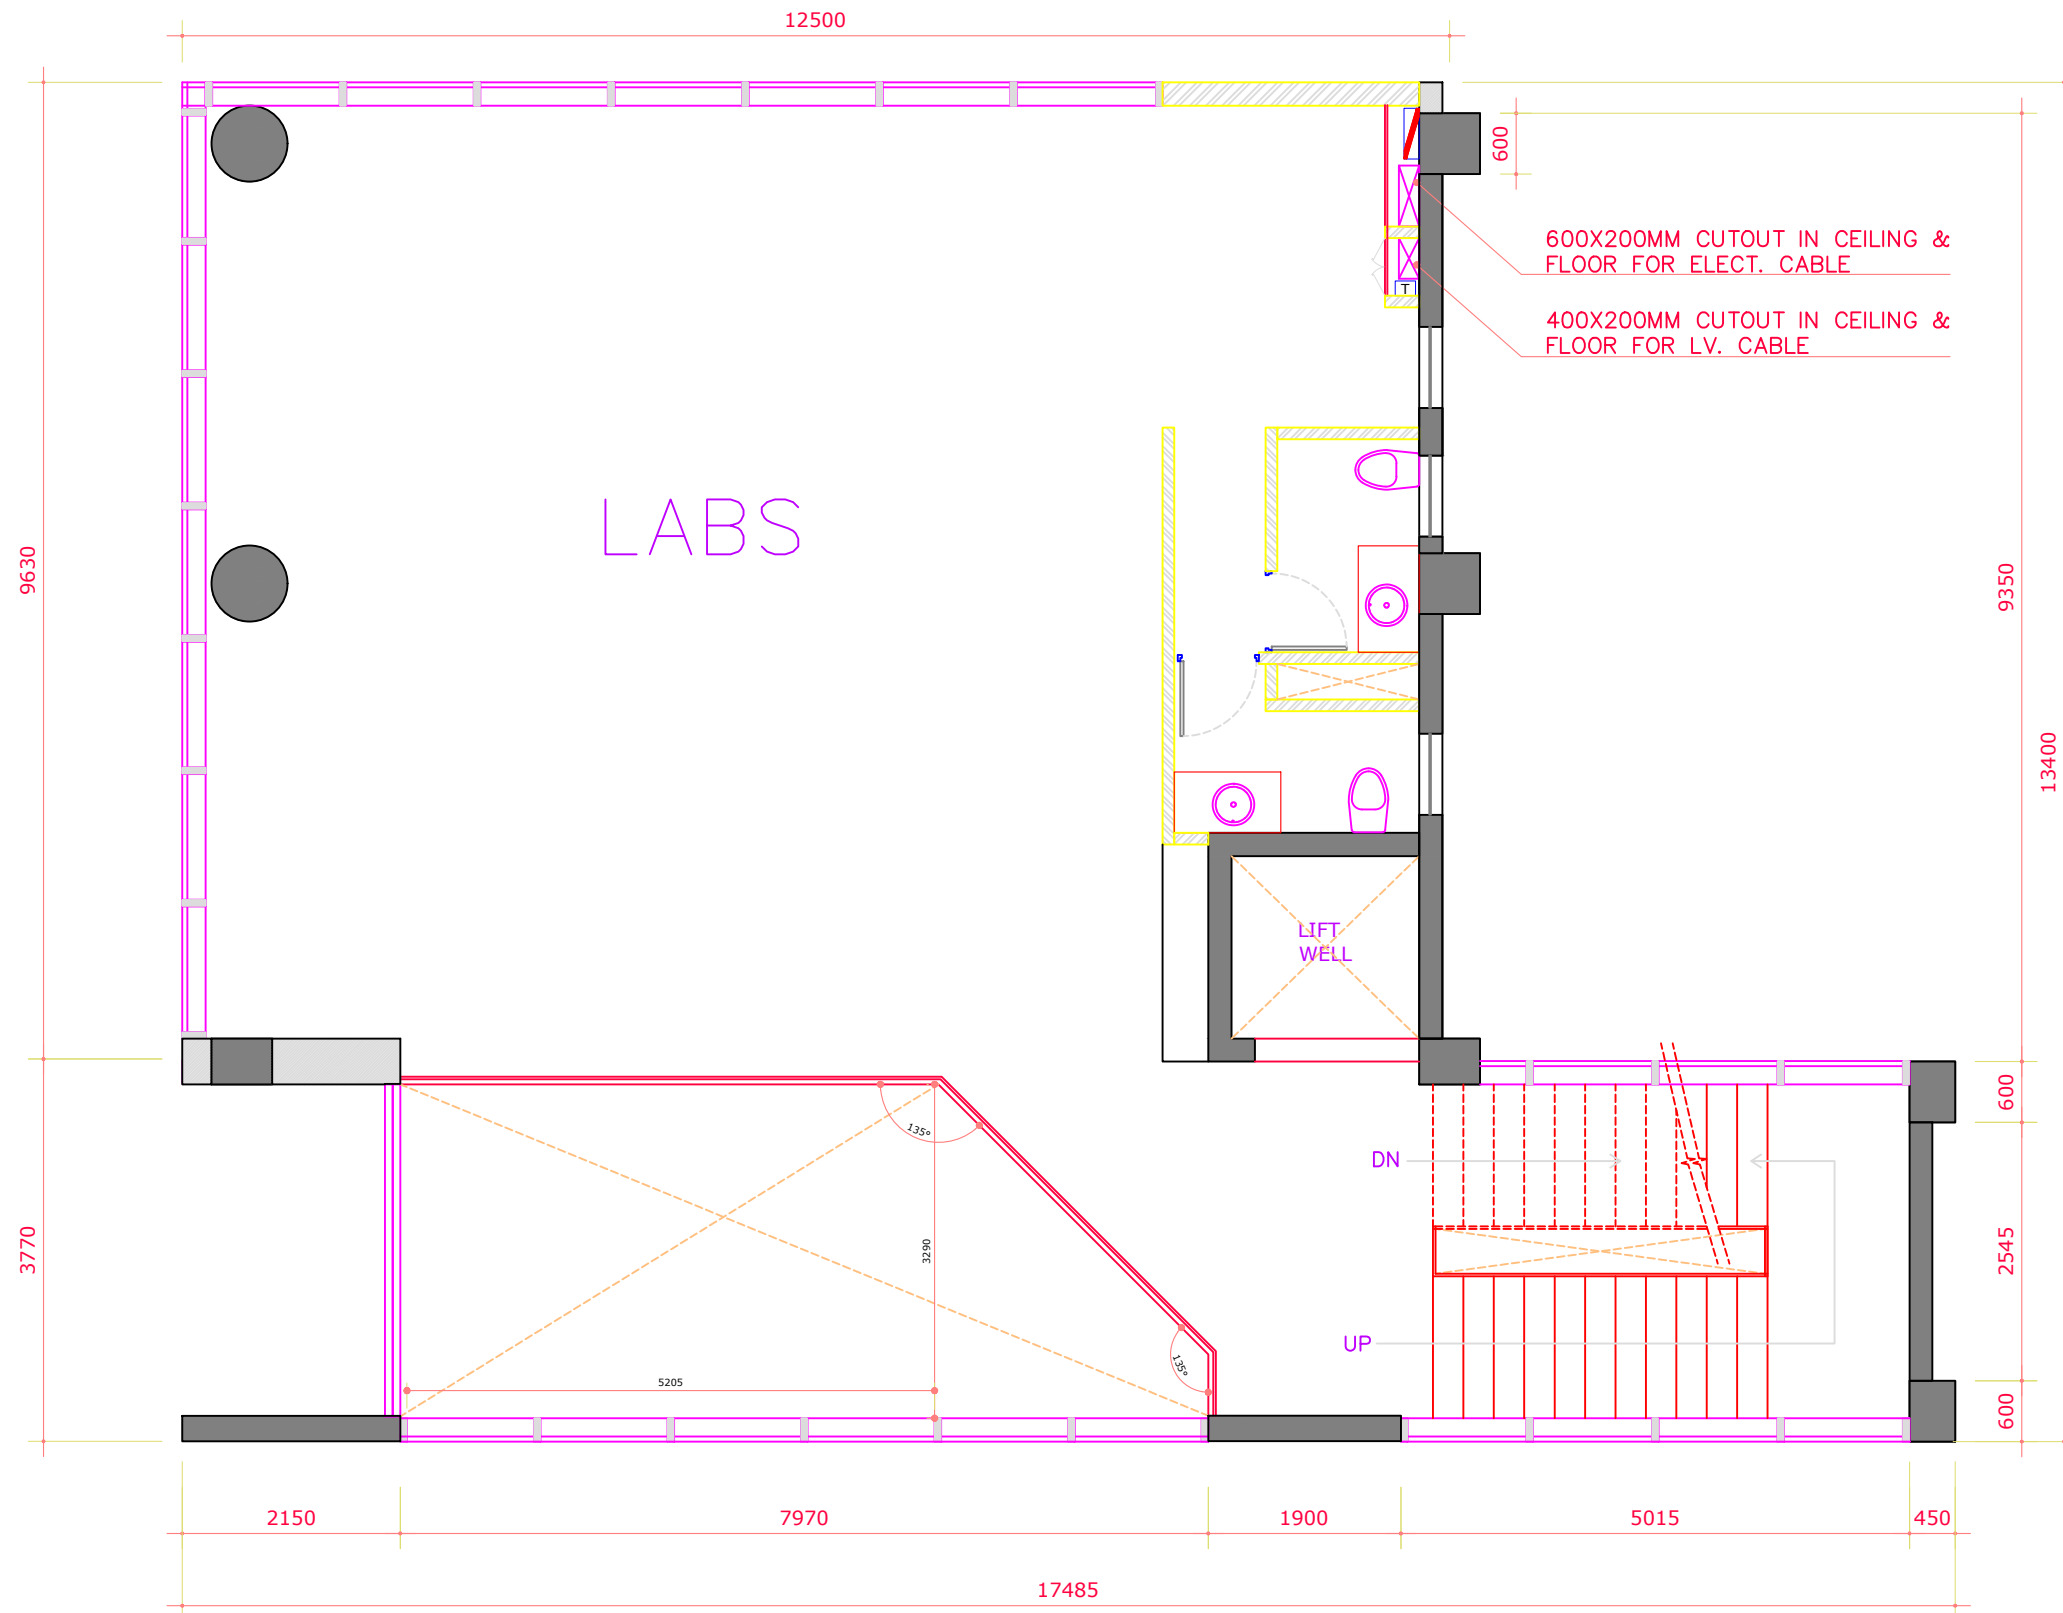 12500
600
600X200MM CUTOUT IN CEILING &
FLOOR FOR ELECT. CABLE
T
400X200MM CUTOUT IN CEILING &
FLOOR FOR LV. CABLE
LABS
9630
9350
13400
LIFT
WELL
600
135°
DN
3290
3770
2545
UP
135°
5205
600
2150
7970
1900
5015
450
17485